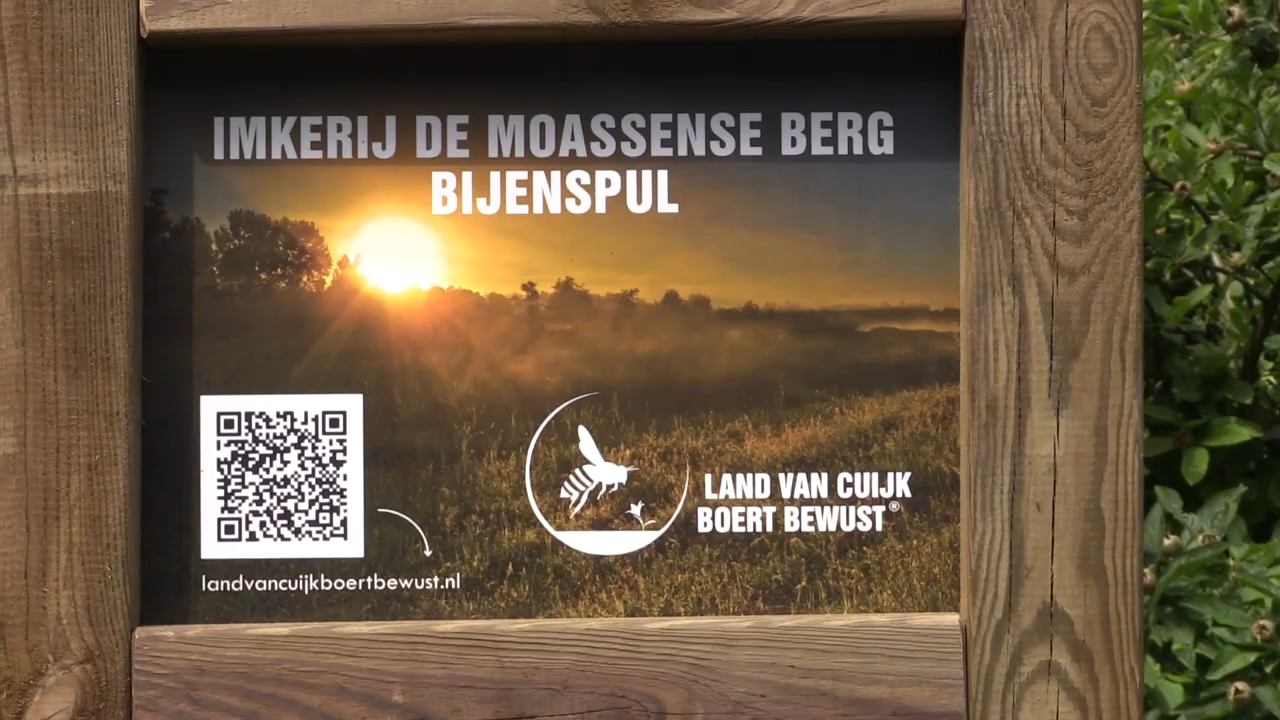 IMKERIJ DE MOASSENSE BERG
BIJENSPUL
LAND VAN CUIJK
BOERT BEWUST®
landvancuijkboertbewust.nl